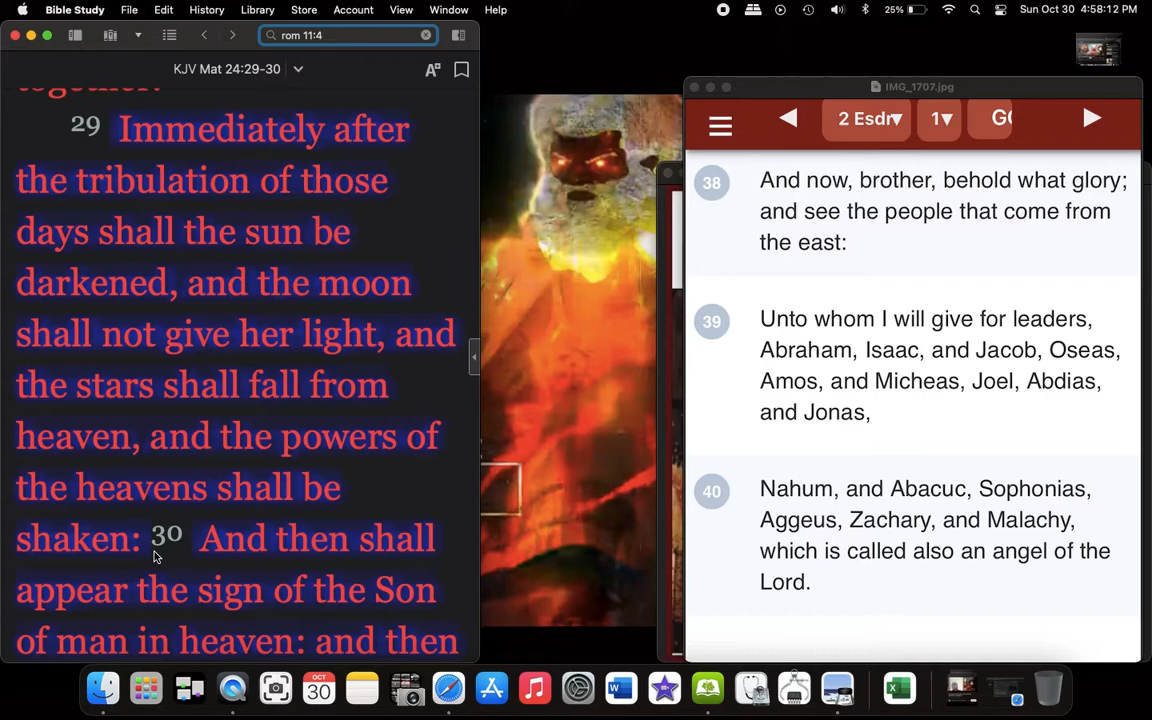 Bible Study File Edit History Library Store Account View Window Help 25% Sun Oct 30 4:58:12 PM
rom 11:4
KJV Mat 24:29-30
together.
29 Immediately after
the tribulation of those
days shall the sun be
darkened, and the moon
shall not give her light, and
the stars shall fall from
heaven, and the powers of
the heavens shall be
shaken: 30 And then shall
appear the sign of the Son
of man in heaven: and then
IMG_1707.jpg
2 Esdr 1
38 And now, brother, behold what glory;
and see the people that come from
the east:
39 Unto whom I will give for leaders,
Abraham, Isaac, and Jacob, Oseas,
Amos, and Micheas, Joel, Abdias,
and Jonas,
40 Nahum, and Abacuc, Sophonias,
Aggeus, Zachary, and Malachy,
which is called also an angel of the
Lord.
OCT
30